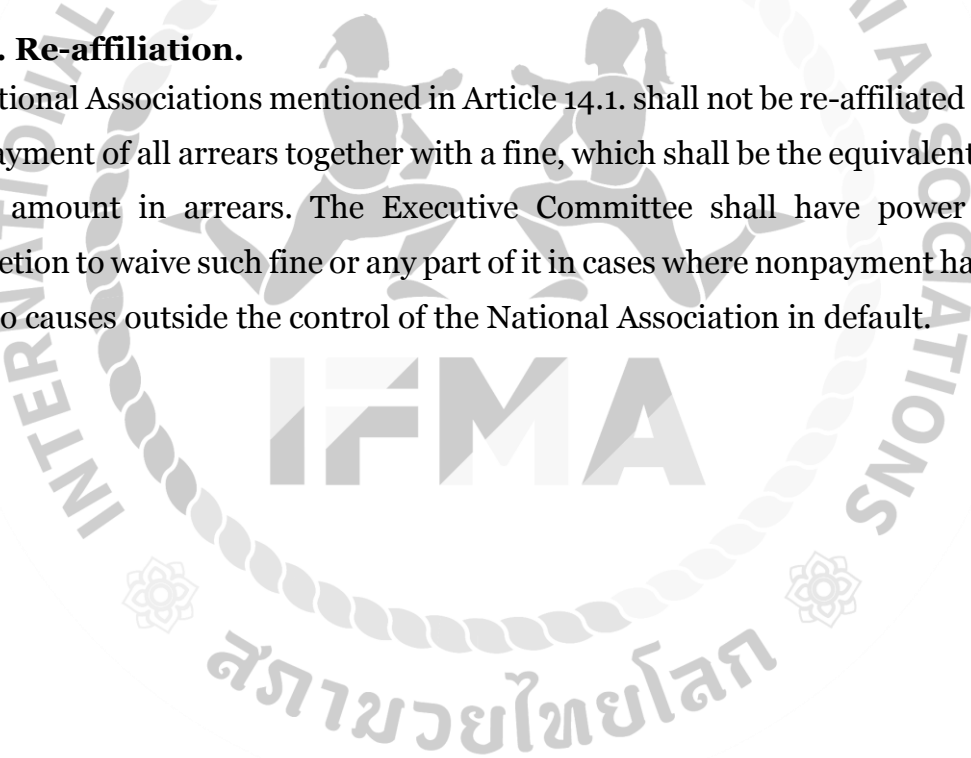 . Re-affiliation.
tional Associations mentioned in Article 14.1. shall not be re-affiliated
ayment of all arrears together with a fine, which shall be the equivalent
amount in arrears. The Executive Committee shall have power
etion to waive such fine or any part of it in cases where nonpayment ha
o causes outside the control of the National Association in default.
INTERNATIONAL
I ASSOCIATIONS
IFMA
สภามวยไทยโลก